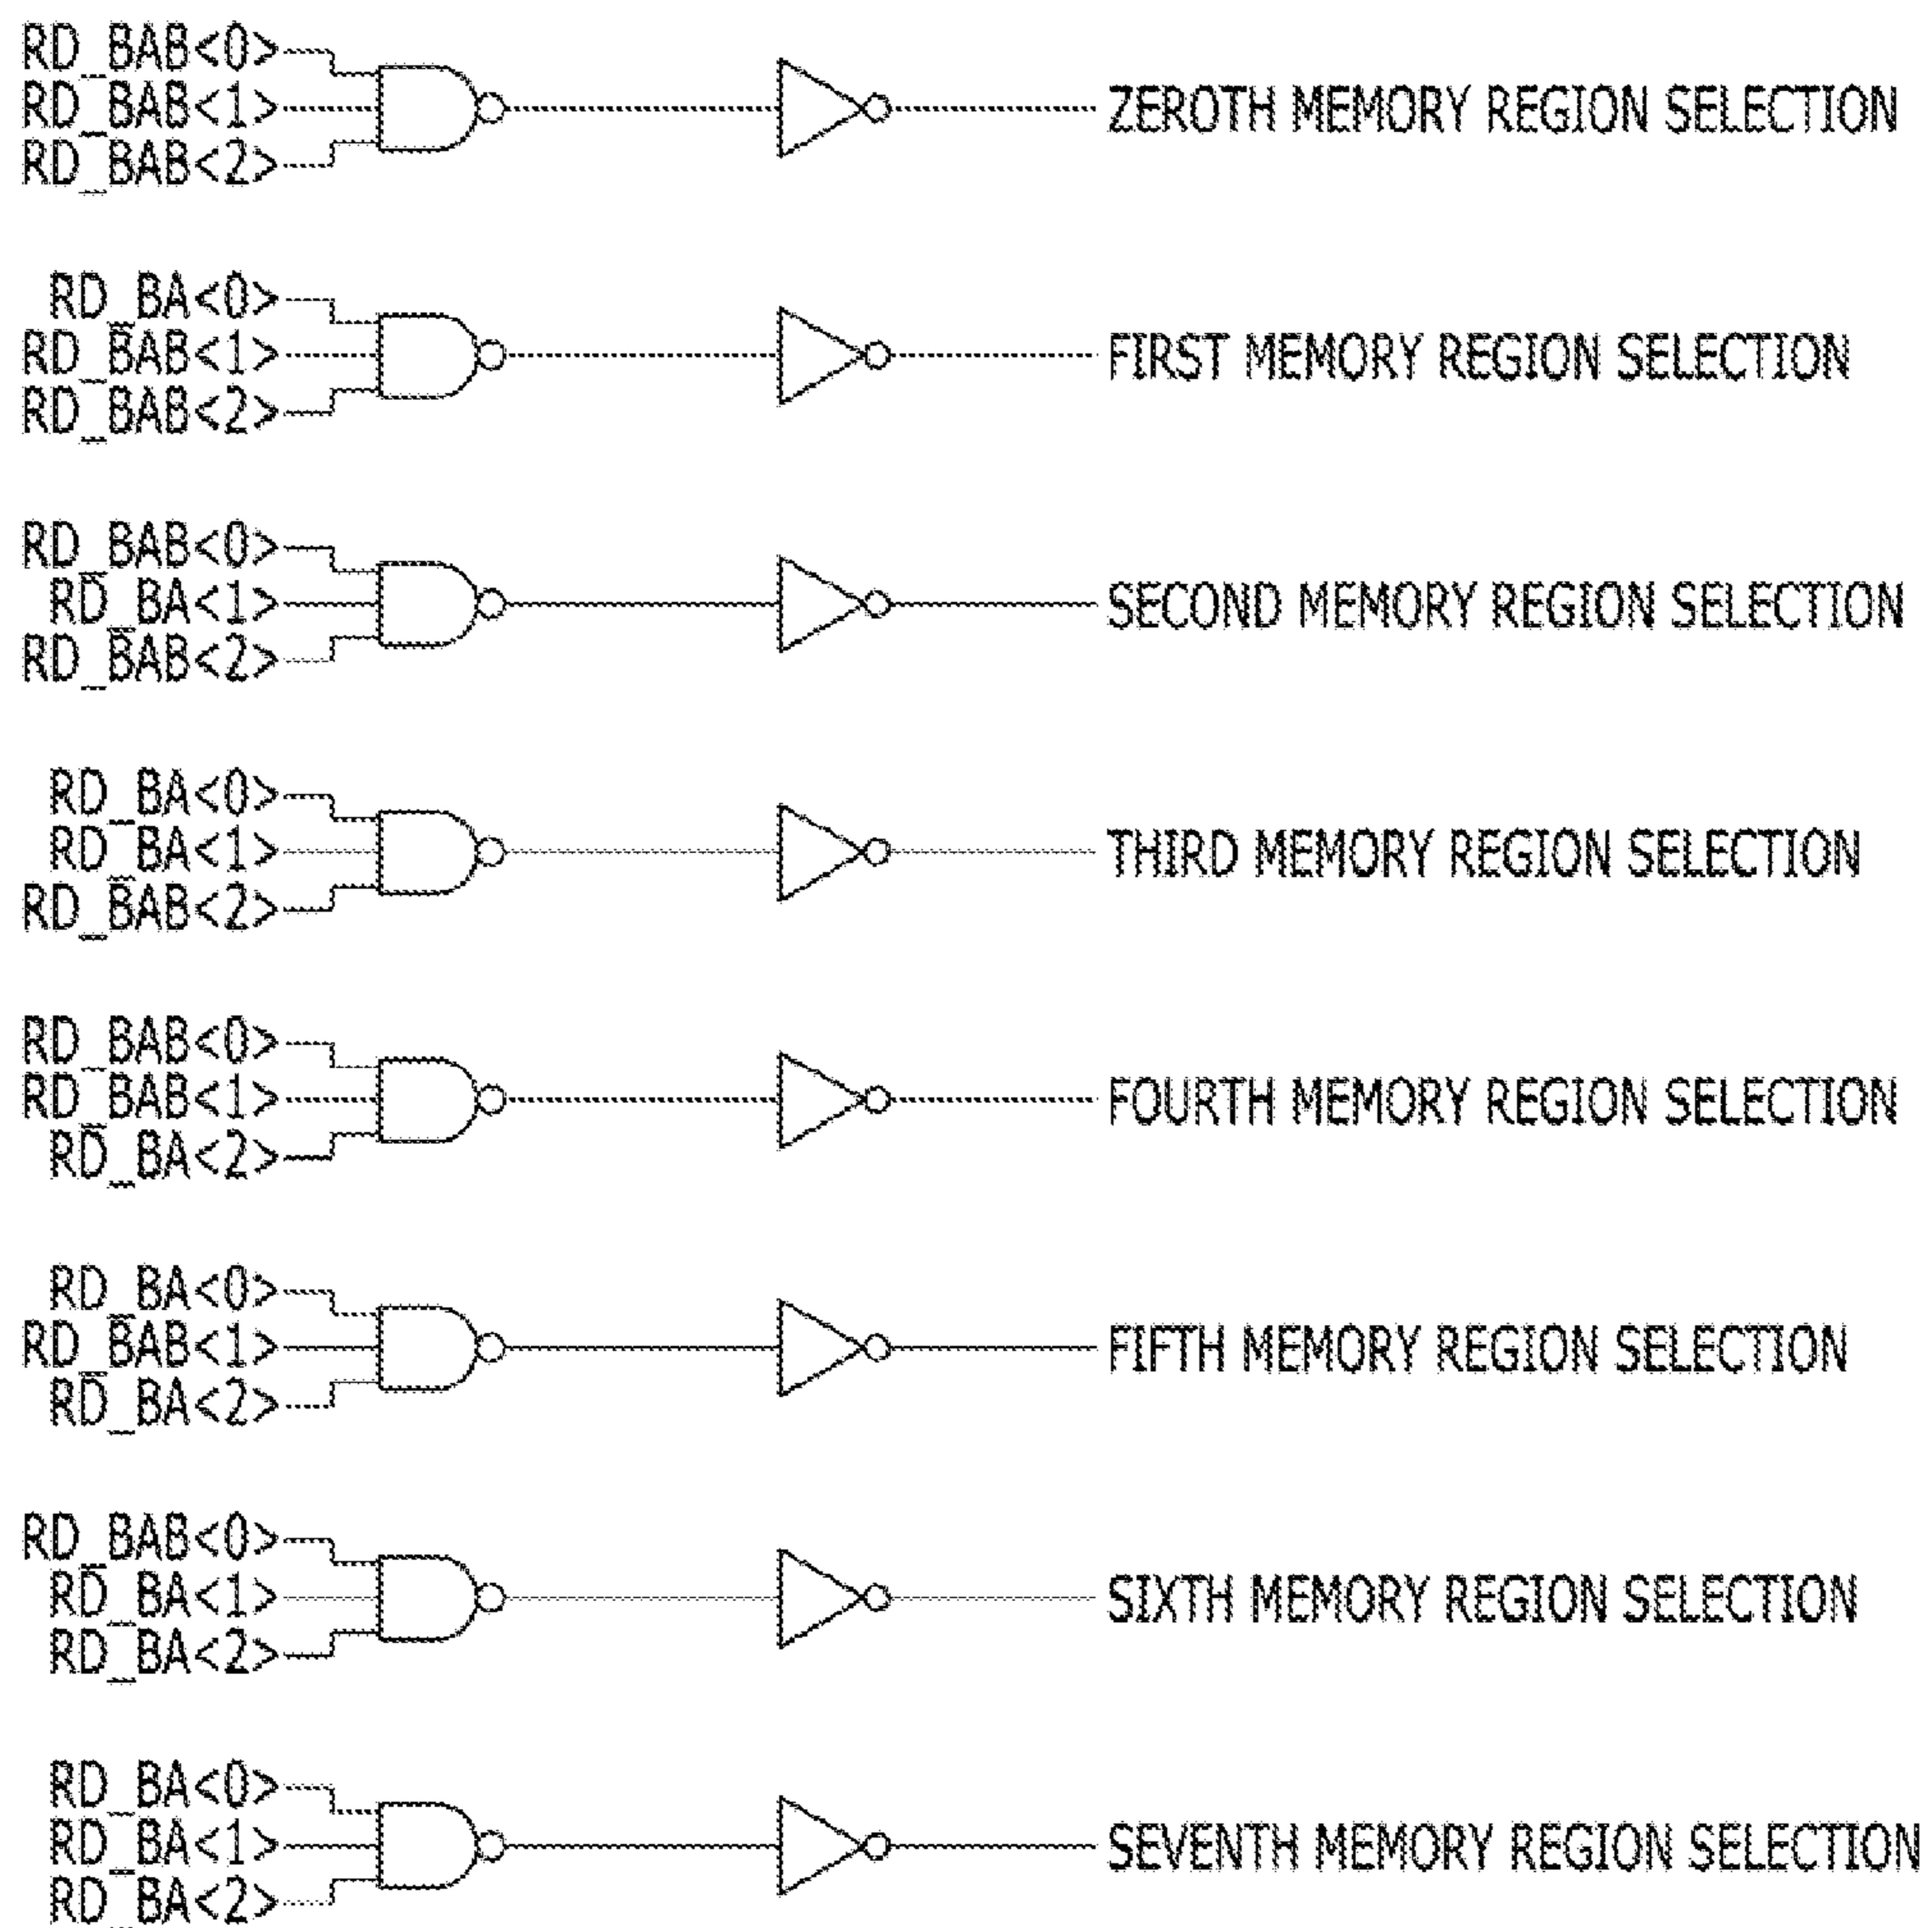 RD_BAB<0>
RD_BAB<1>
RD_BAB<2>
ZEROTH MEMORY REGION SELECTION
RD_BA<0>
RD_BAB<1>
RD_BAB<2>
FIRST MEMORY REGION SELECTION
RD_BAB<0>
RD_BA<1>
RD_BAB<2>
SECOND MEMORY REGION SELECTION
RD_BA<0>
RD_BA<1>
RD_BAB<2>
THIRD MEMORY REGION SELECTION
RD_BAB<0>
RD_BAB<1>
RD_BA<2>
FOURTH MEMORY REGION SELECTION
RD_BA<0>
RD_BAB<1>
RD_BA<2>
FIFTH MEMORY REGION SELECTION
RD_BAB<0>
RD_BA<1>
RD_BA<2>
SIXTH MEMORY REGION SELECTION
RD_BA<0>
RD_BA<1>
RD_BA<2>
SEVENTH MEMORY REGION SELECTION